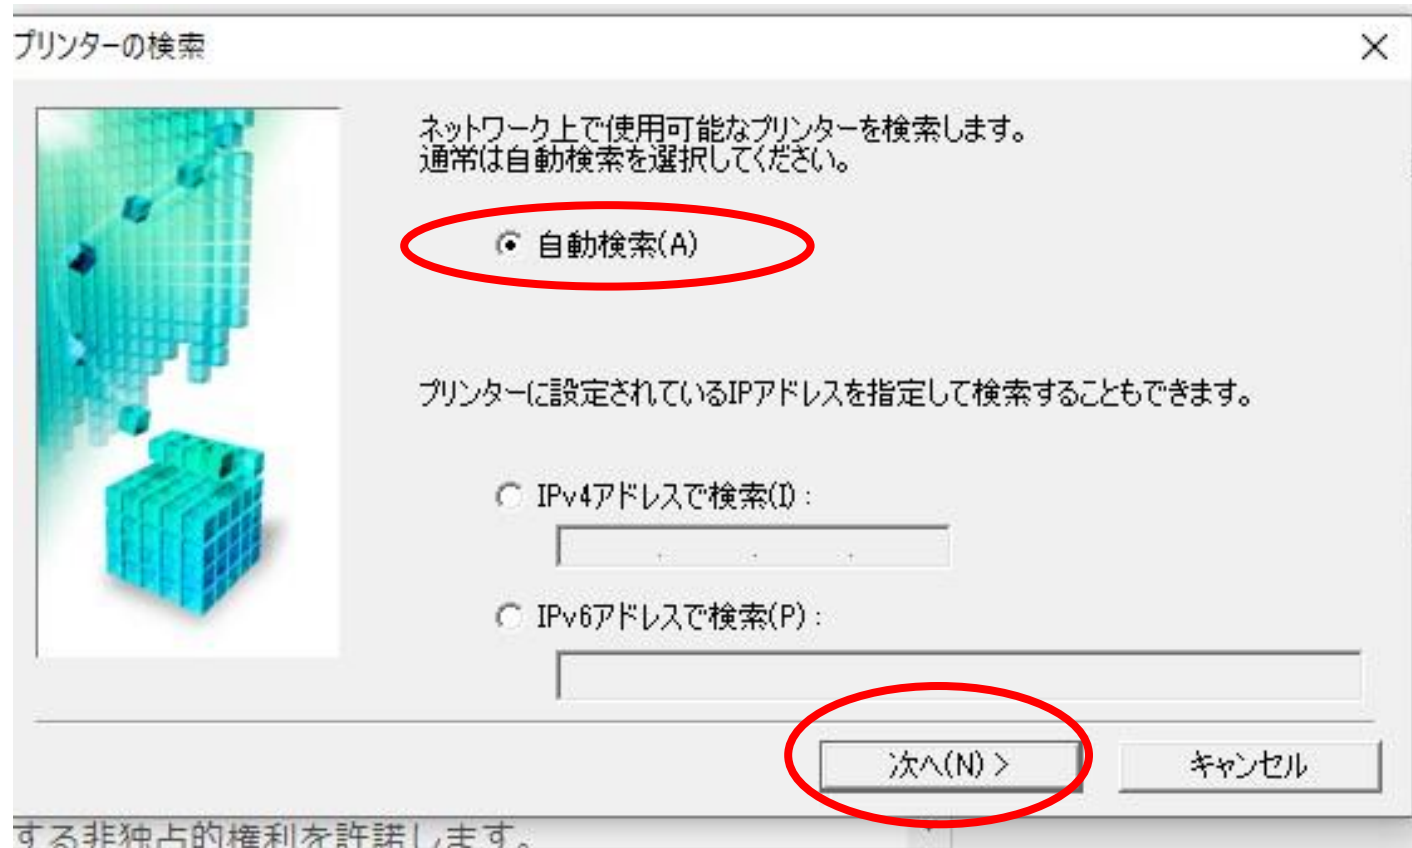 プリンターの検索
ネットワーク上で使用可能なプリンターを検索します。
通常は自動検索を選択してください。
自動検索(A)
プリンターに設定されているIPアドレスを指定して検索することもできます。
IPv4アドレスで検索(I) :
. . .
IPv6アドレスで検索(P) :
次へ(N) >
キャンセル
する非独占的権利を許諾します。